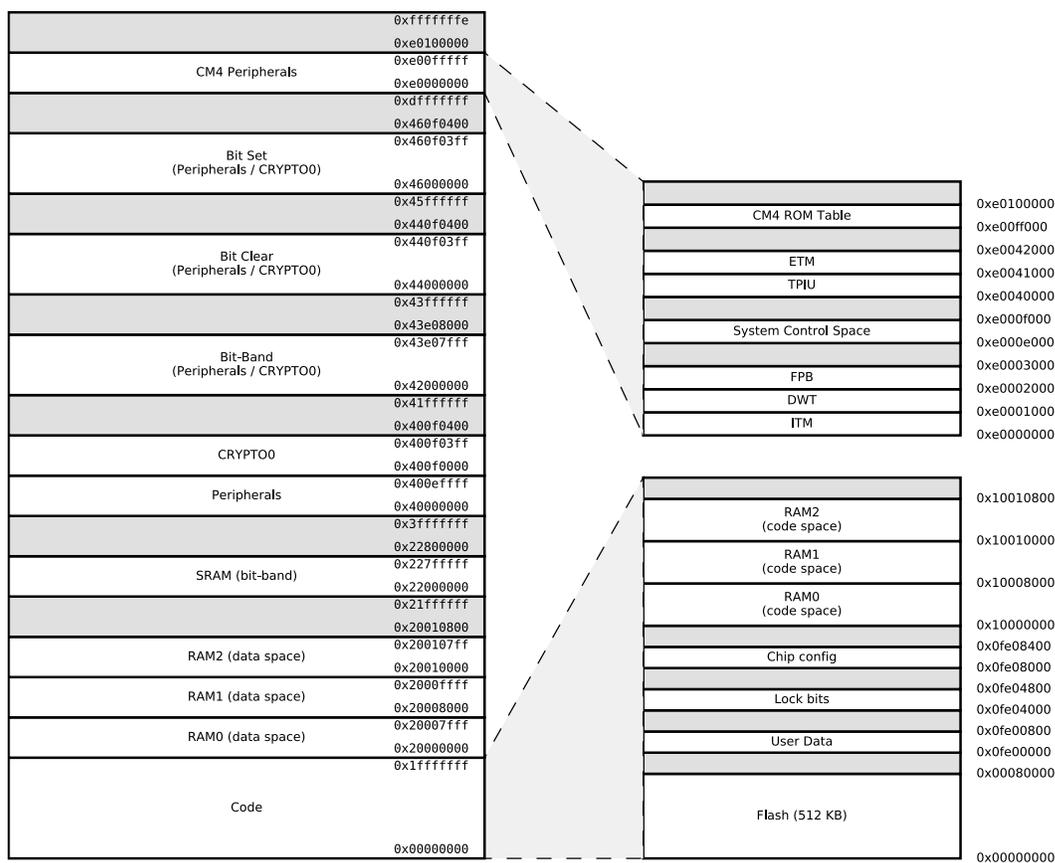 0xfffffffe
0xe0100000
0xe00fffff
CM4 Peripherals
0xe0000000
0xdfffffff
0x460f0400
0x460f03ff
Bit Set
(Peripherals / CRYPTO0)
0x46000000
0x45ffffff
0x440f0400
0x440f03ff
Bit Clear
(Peripherals / CRYPTO0)
0x44000000
0x43ffffff
0x43e08000
0x43e07fff
Bit-Band
(Peripherals / CRYPTO0)
0x42000000
0x41ffffff
0x400f0400
0x400f03ff
CRYPTO0
0x400f0000
0x400effff
Peripherals
0x40000000
0x3fffffff
0x22800000
0x227fffff
SRAM (bit-band)
0x22000000
0x21ffffff
0x20010800
0x200107ff
RAM2 (data space)
0x20010000
0x2000ffff
RAM1 (data space)
0x20008000
0x20007fff
RAM0 (data space)
0x20000000
0x1fffffff
Code
0x00000000
0xe0100000
CM4 ROM Table
0xe00ff000
0xe0042000
ETM
0xe0041000
TPIU
0xe0040000
0xe000f000
System Control Space
0xe000e000
0xe0003000
FPB
0xe0002000
DWT
0xe0001000
ITM
0xe0000000
0x10010800
RAM2
(code space)
0x10010000
RAM1
(code space)
0x10008000
RAM0
(code space)
0x10000000
0x0fe08400
Chip config
0x0fe08000
0x0fe04800
Lock bits
0x0fe04000
0x0fe00800
User Data
0x0fe00000
0x00080000
Flash (512 KB)
0x00000000